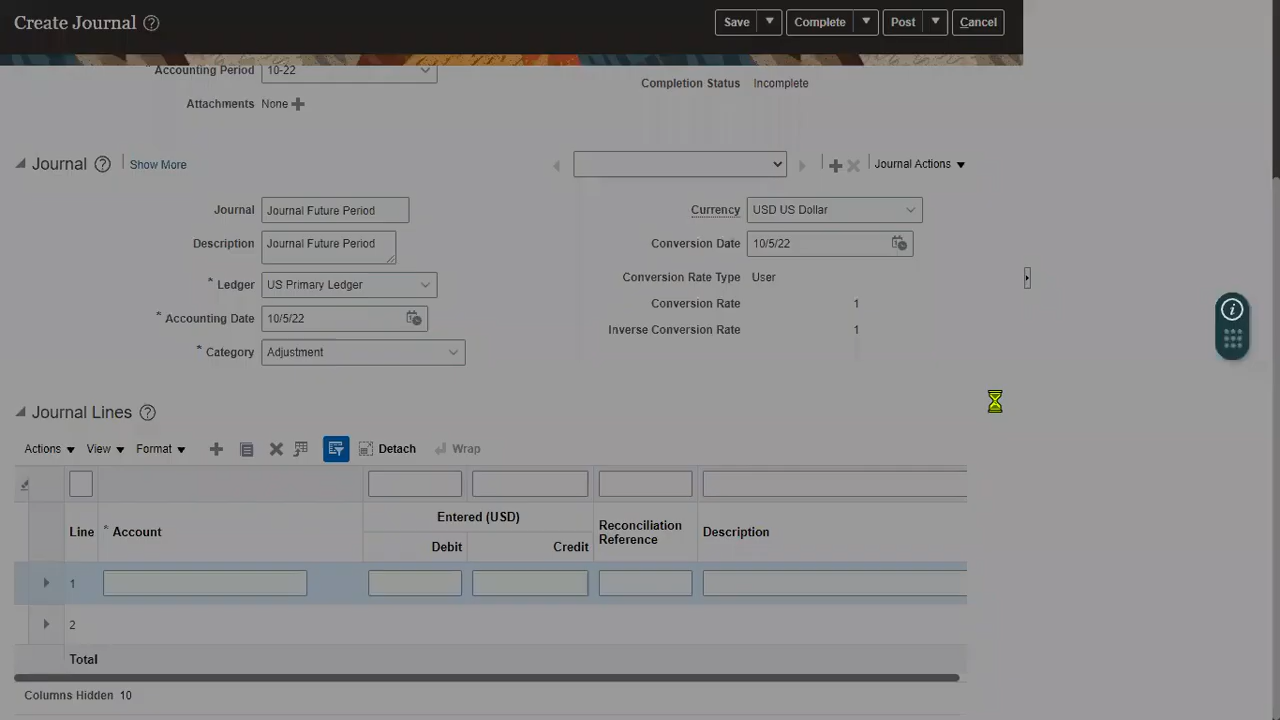 Create Journal ?
Save Complete Post Cancel
* Accounting Period 10-22
Completion Status Incomplete
Attachments None
Journal ? Show More
Journal Actions
Journal Journal Future Period
Currency USD US Dollar
Description Journal Future Period
Conversion Date 10/5/22
Conversion Rate Type User
* Ledger US Primary Ledger
Conversion Rate 1
* Accounting Date 10/5/22
Inverse Conversion Rate 1
* Category Adjustment
Journal Lines ?
Actions View Format Detach Wrap
Entered (USD)
Line * Account Debit Credit Reconciliation Reference Description
1
2
Total
Columns Hidden 10